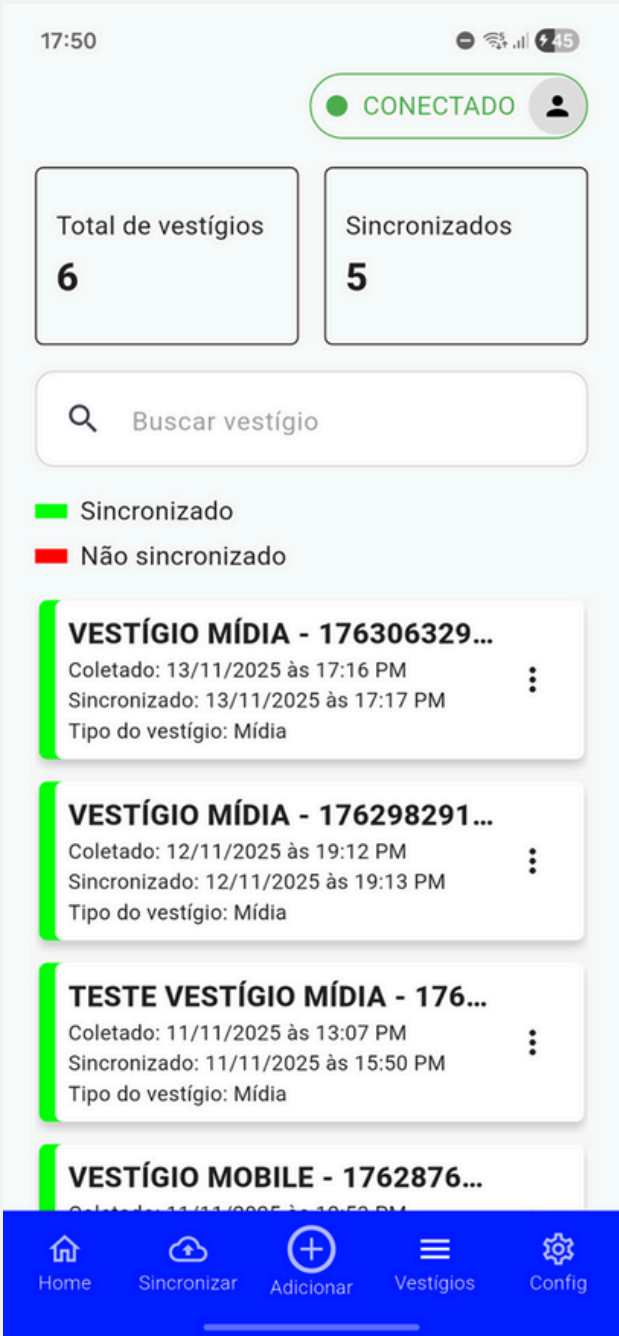 17:50
45
CONECTADO
Total de vestígios
6
Sincronizados
5
Buscar vestígio
Sincronizado
Não sincronizado
VESTÍGIO MÍDIA - 176306329...
Coletado: 13/11/2025 às 17:16 PM
Sincronizado: 13/11/2025 às 17:17 PM
Tipo do vestígio: Mídia
VESTÍGIO MÍDIA - 176298291...
Coletado: 12/11/2025 às 19:12 PM
Sincronizado: 12/11/2025 às 19:13 PM
Tipo do vestígio: Mídia
TESTE VESTÍGIO MÍDIA - 176...
Coletado: 11/11/2025 às 13:07 PM
Sincronizado: 11/11/2025 às 15:50 PM
Tipo do vestígio: Mídia
VESTÍGIO MOBILE - 1762876...
Home
Sincronizar
Adicionar
Vestígios
Config